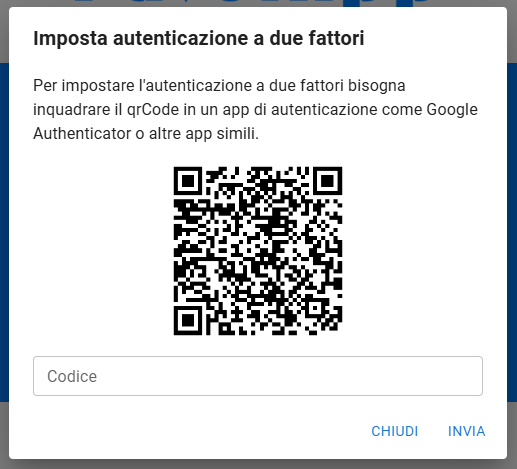 Imposta autenticazione a due fattori
Per impostare l'autenticazione a due fattori bisogna
inquadrare il qrCode in un app di autenticazione come Google
Authenticator o altre app simili.
Codice
CHIUDI INVIA